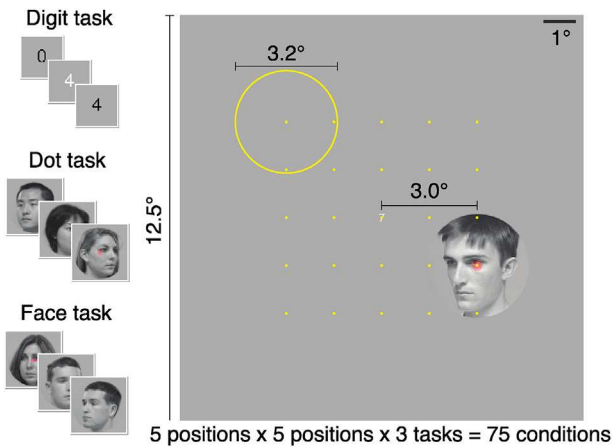 Digit task
0
4
4
Dot task
Face task
12.5°
3.2°
1°
3.0°
7
5 positions x 5 positions x 3 tasks = 75 conditions